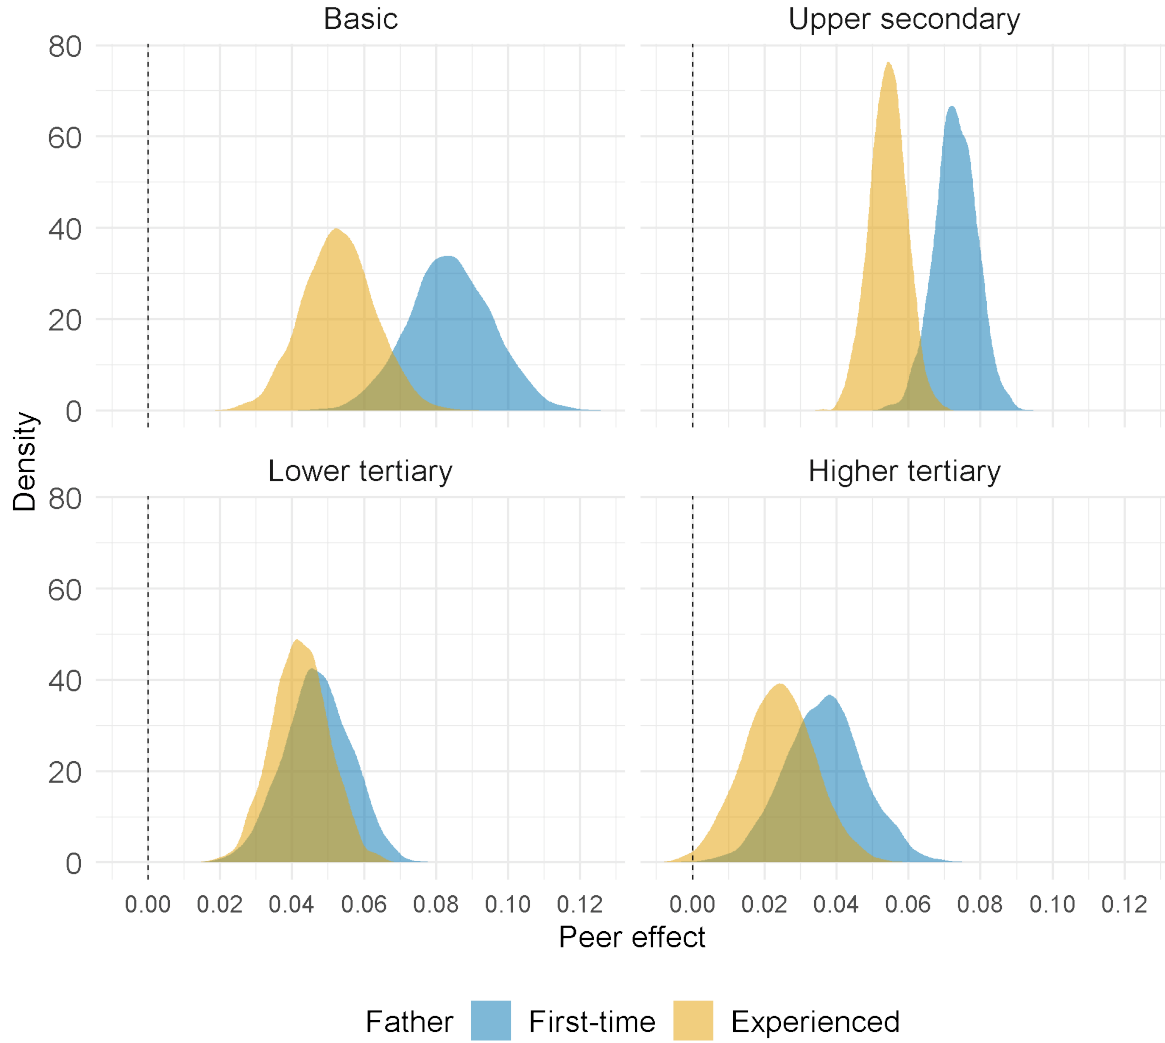 Basic
Upper secondary
80
60
40
20
0
Density
Lower tertiary
Higher tertiary
80
60
40
20
0
0.00 0.02 0.04 0.06 0.08 0.10 0.12
0.00 0.02 0.04 0.06 0.08 0.10 0.12
Peer effect
Father First-time Experienced